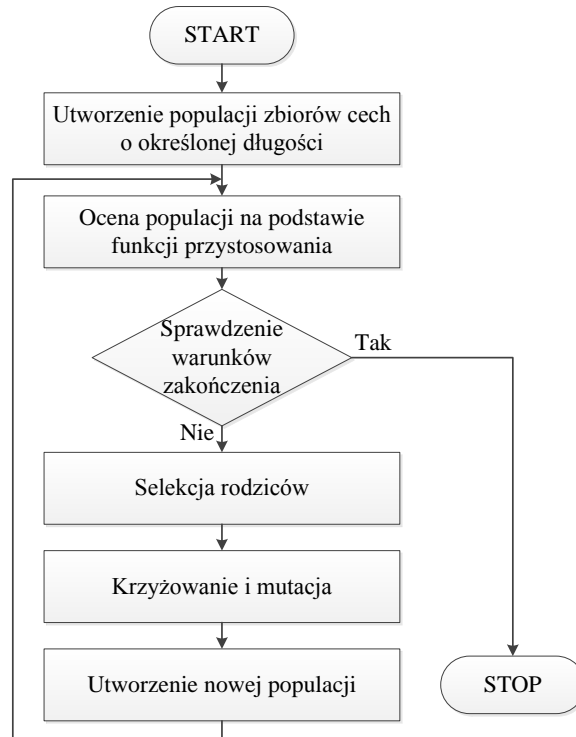 START
Utworzenie populacji zbiorów cech
o określonej długości
Ocena populacji na podstawie
funkcji przystosowania
Sprawdzenie
warunków
zakończenia
Tak
Nie
Selekcja rodziców
Krzyżowanie i mutacja
Utworzenie nowej populacji
STOP